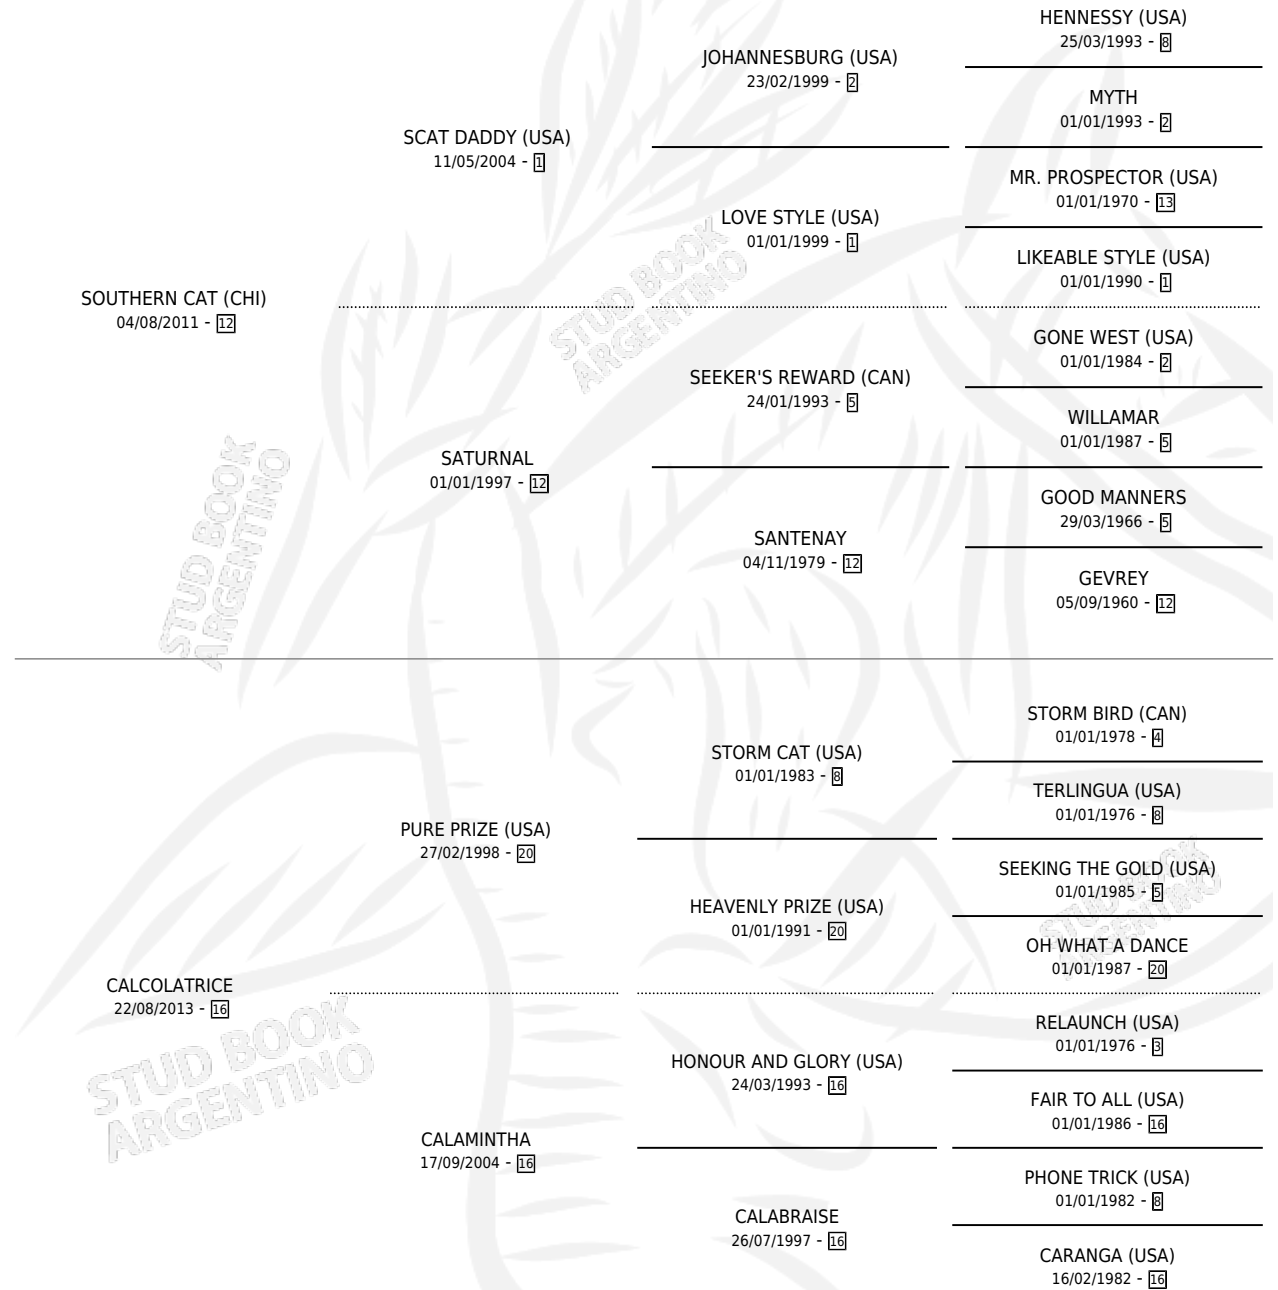 HENNESSY (USA)
25/03/1993 - 8
JOHANNESBURG (USA)
23/02/1999 - 2
MYTH
01/01/1993 - 2
SCAT DADDY (USA)
11/05/2004 - 1
MR. PROSPECTOR (USA)
01/01/1970 - 13
LOVE STYLE (USA)
01/01/1999 - 1
LIKEABLE STYLE (USA)
01/01/1990 - 1
SOUTHERN CAT (CHI)
04/08/2011 - 12
GONE WEST (USA)
01/01/1984 - 2
SEEKER'S REWARD (CAN)
24/01/1993 - 5
WILLAMAR
01/01/1987 - 5
SATURNAL
01/01/1997 - 12
GOOD MANNERS
29/03/1966 - 5
SANTENAY
04/11/1979 - 12
GEVREY
05/09/1960 - 12
STUD BOOK
ARGENTINO
STUD BOOK
ARGENTINO
STORM BIRD (CAN)
01/01/1978 - 4
STORM CAT (USA)
01/01/1983 - 8
TERLINGUA (USA)
01/01/1976 - 8
PURE PRIZE (USA)
27/02/1998 - 20
SEEKING THE GOLD (USA)
01/01/1985 - 5
HEAVENLY PRIZE (USA)
01/01/1991 - 20
OH WHAT A DANCE
01/01/1987 - 20
CALCOLATRICE
22/08/2013 - 16
RELAUNCH (USA)
01/01/1976 - 3
HONOUR AND GLORY (USA)
24/03/1993 - 16
FAIR TO ALL (USA)
01/01/1986 - 16
CALAMINTHA
17/09/2004 - 16
PHONE TRICK (USA)
01/01/1982 - 8
CALABRAISE
26/07/1997 - 16
CARANGA (USA)
16/02/1982 - 16
STUD BOOK
ARGENTINO
STUD BOOK
ARGENTINO